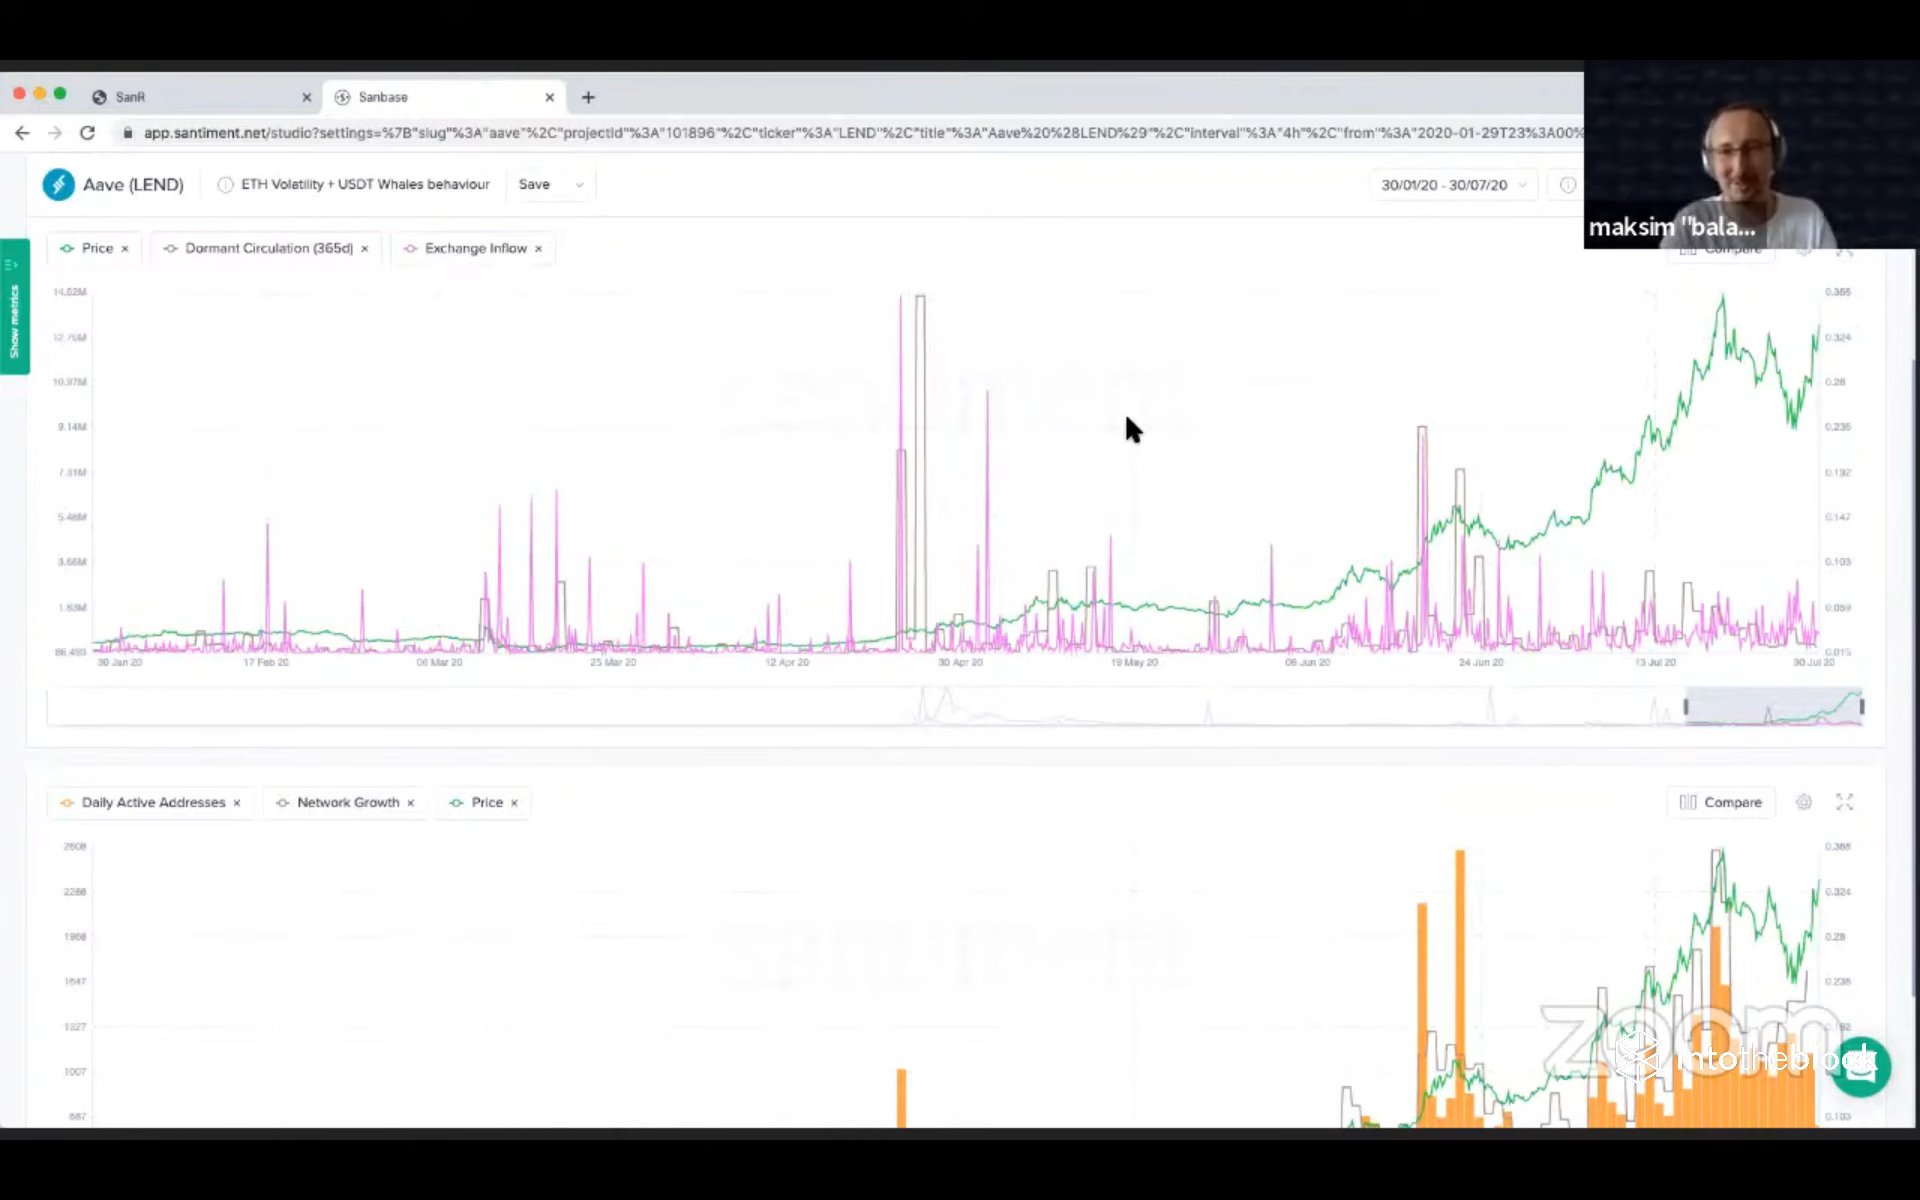 SanR
Sanbase
app.santiment.net/studio?settings=%7B"slug"%3A"aave"%2C"projectId"%3A"101896"%2C"ticker"%3A"LEND"%2C"title"%3A"Aave%20%28LEND%29"%2C"interval"%3A"4h"%2C"from"%3A"2020-01-29T23%3A00%
Aave (LEND)
ETH Volatility + USDT Whales behaviour
Save
30/01/20 - 30/07/20
maksim "bala...
Price
Dormant Circulation (365d)
Exchange Inflow
Compare
Show metrics
14.62M
12.79M
10.97M
9.14M
7.31M
5.48M
3.66M
1.83M
0.365
0.324
0.28
0.236
0.192
0.147
0.103
0.059
0.015
30 Jan 20
17 Feb 20
06 Mar 20
25 Mar 20
12 Apr 20
30 Apr 20
19 May 20
06 Jun 20
24 Jun 20
13 Jul 20
30 Jul 20
Daily Active Addresses
Network Growth
Price
Compare
2608
2288
1968
1647
1327
1007
687
0.368
0.324
0.28
0.236
0.103
zoom
intotheblock